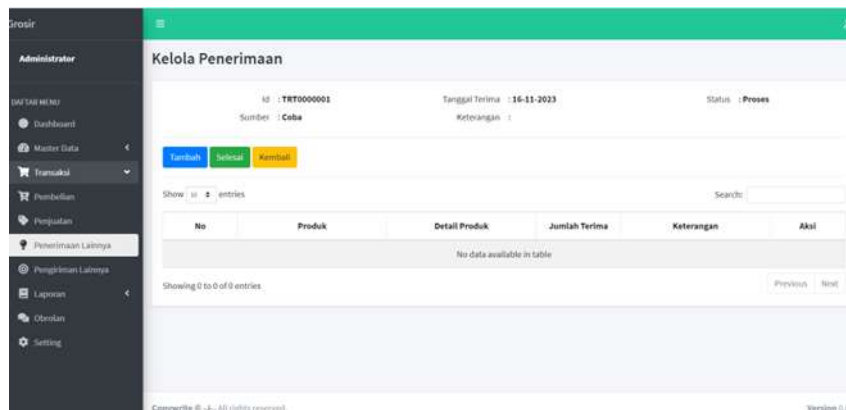 Grosir
Administrator
DAFTAR MENU
Dashboard
Master Data
Transaksi
Pembelian
Penjualan
Penerimaan Lainnya
Pengiriman Lainnya
Laporan
Obrolan
Setting
Kelola Penerimaan
Id : TRT0000001 Tanggal Terima : 16-11-2023 Status : Proses
Sumber : Coba Keterangan :
Tambah Selesai Kembali
Show 10 entries Search:
No Produk Detail Produk Jumlah Terima Keterangan Aksi
No data available in table
Showing 0 to 0 of 0 entries Previous Next
All rights reserved. Version